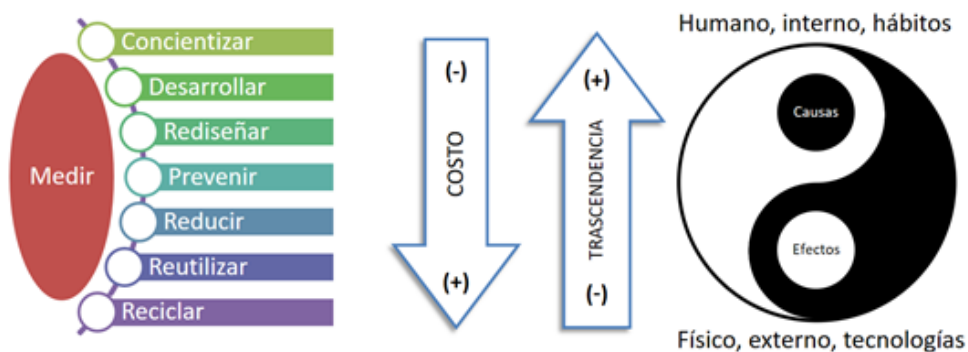 Medir
Concientizar
Desarrollar
Rediseñar
Prevenir
Reducir
Reutilizar
Reciclar
(-)
COSTO
(+)
(+)
TRASCENDENCIA
(-)
Humano, interno, hábitos
Causas
Efectos
Físico, externo, tecnologías